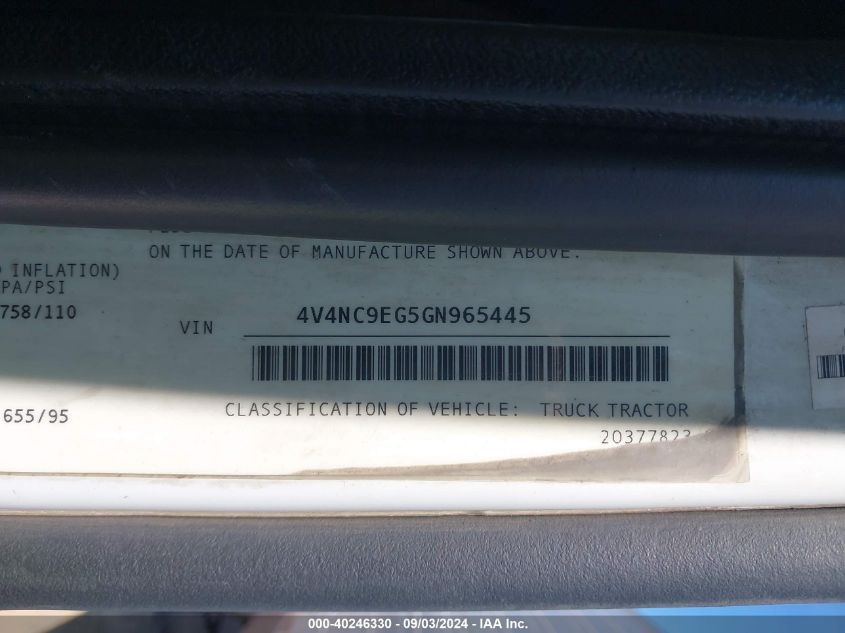 ON THE DATE OF MANUFACTURE SHOWN ABOVE.
INFLATION)
PA/PSI
758/110
VIN 4V4NC9EG5GN965445
655/95
CLASSIFICATION OF VEHICLE: TRUCK TRACTOR
20377823
000-40246330 - 09/03/2024 - IAA Inc.